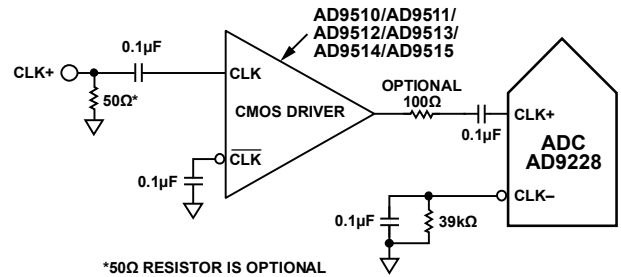 AD9510/AD9511/
AD9512/AD9513/
AD9514/AD9515
0.1µF
CLK+
50Ω*
CLK
CMOS DRIVER
CLK
0.1µF
OPTIONAL
100Ω
0.1µF
CLK+
ADC
AD9228
CLK–
0.1µF
39kΩ
*50Ω RESISTOR IS OPTIONAL